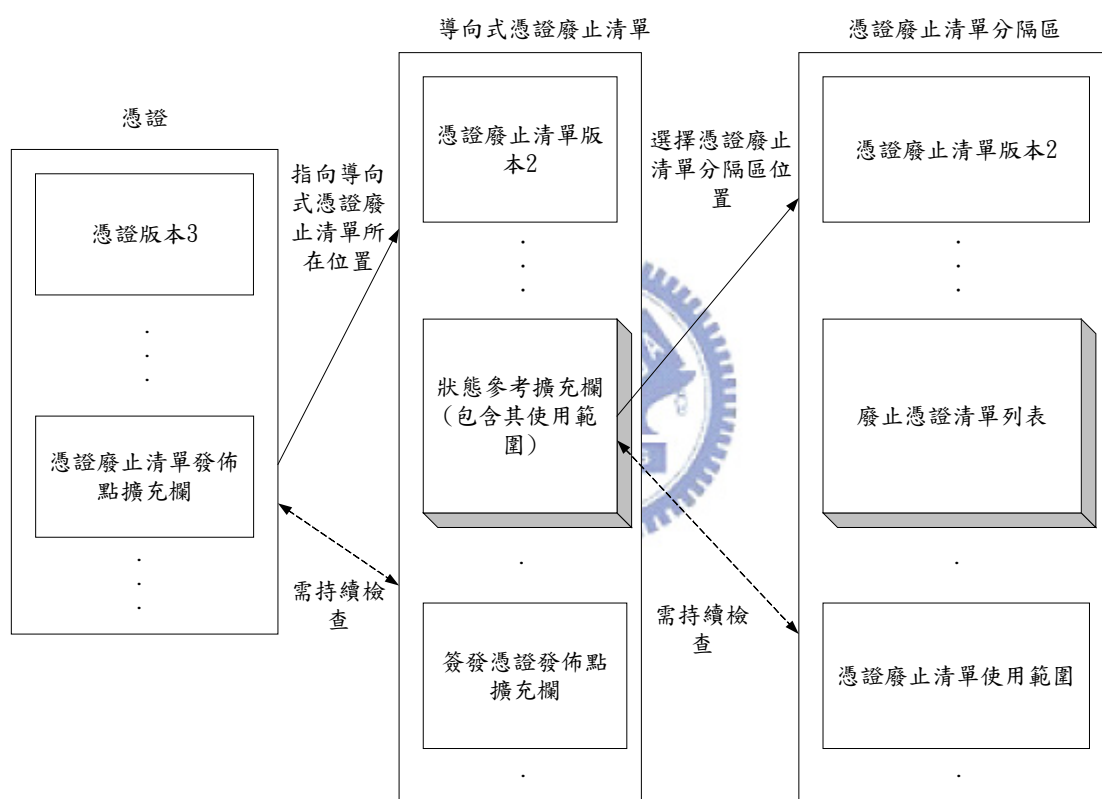 導向式憑證廢止清單
憑證廢止清單分隔區
憑證
憑證版本3
憑證廢止清單發佈
點擴充欄
指向導向
式憑證廢
止清單所
在位置
需持續檢
查
憑證廢止清單版
本2
狀態參考擴充欄
(包含其使用範
圍)
簽發憑證發佈點
擴充欄
選擇憑證廢止
清單分隔區位
置
需持續檢
查
憑證廢止清單版本2
廢止憑證清單列表
憑證廢止清單使用範圍